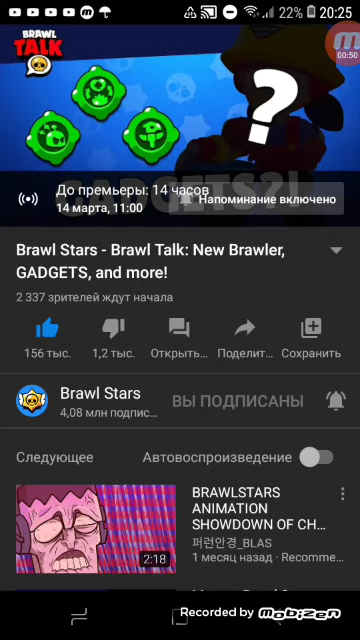 22% 20:25
BRAWL
TALK
00:50
?
GADGETS?!
До премьеры: 14 часов
14 марта, 11:00
Напоминание включено
Brawl Stars - Brawl Talk: New Brawler,
GADGETS, and more!
2 337 зрителей ждут начала
156 тыс. 1,2 тыс. Открыть... Поделит... Сохранить
Brawl Stars
4,08 млн подпис...
ВЫ ПОДПИСАНЫ
Следующее Автовоспроизведение
BRAWLSTARS
ANIMATION
SHOWDOWN OF CH...
퍼런안경_BLAS
1 месяц назад · Recomme...
2:18
Recorded by mobizen